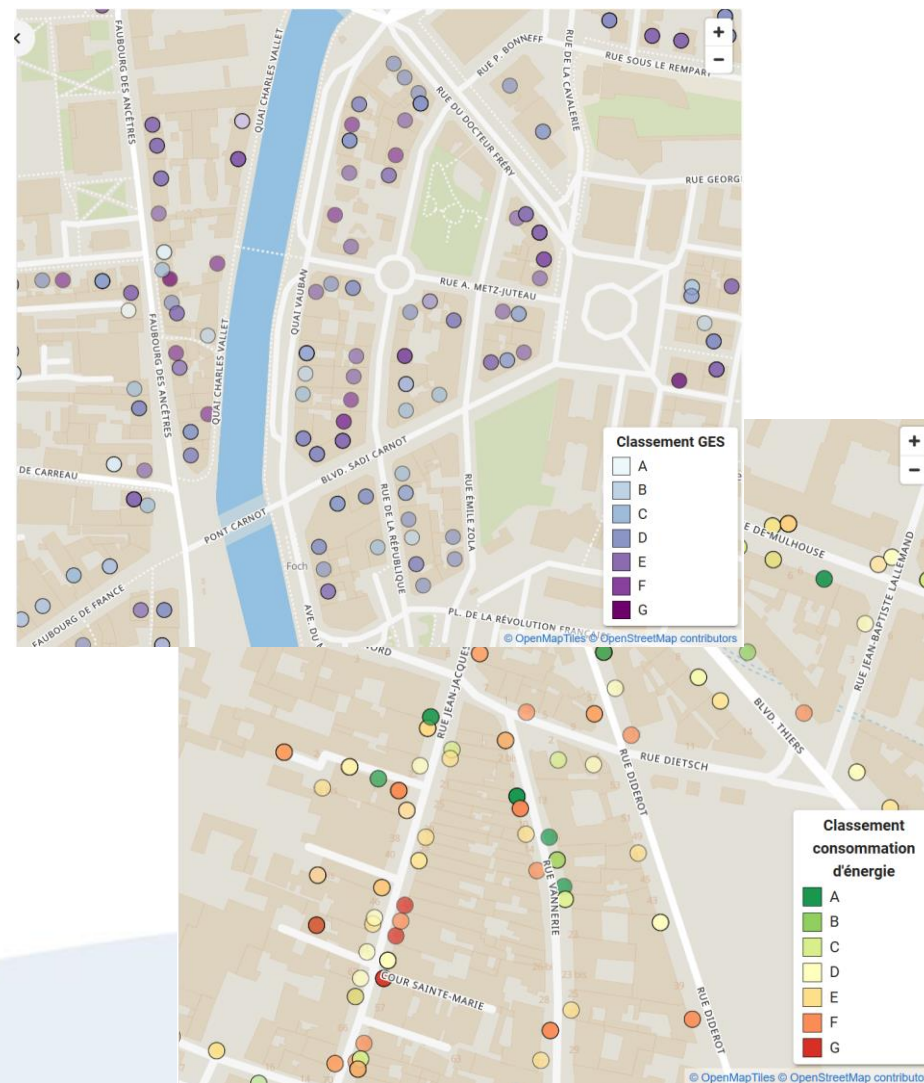 FAUBOURG DES ANCÊTRES
QUAI CHARLES VALLET
RUE P. BONNEFF
RUE DE LA CAVALERIE
RUE SOUS LE REMPART
+
−
RUE DU DOCTEUR FRÉRY
RUE GEORGE
QUAI VAUBAN
RUE A. METZ-JUTEAU
FAUBOURG DES ANCÊTRES
QUAI CHARLES VALLET
BLVD. SADI CARNOT
DE CARREAU
RUE DE LA RÉPUBLIQUE
RUE ÉMILE ZOLA
PONT CARNOT
Foch
FAUBOURG DE FRANCE
AVE. DU
PL. DE LA RÉVOLUTION FRANÇAISE
Classement GES
A
B
C
D
E
F
G
© OpenMapTiles © OpenStreetMap contributors
+
−
E DE MULHOUSE
RUE JEAN-BAPTISTE LALLEMAND
ORD
RUE JEAN-JACQUES
BLVD. THIERS
RUE DIETSCH
RUE DIDEROT
RUE VANNERIE
COUR SAINTE-MARIE
RUE DIDEROT
Classement
consommation
d'énergie
A
B
C
D
E
F
G
© OpenMapTiles © OpenStreetMap contributo